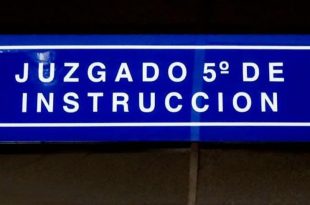 JUZGADO 5º DE
INSTRUCCION